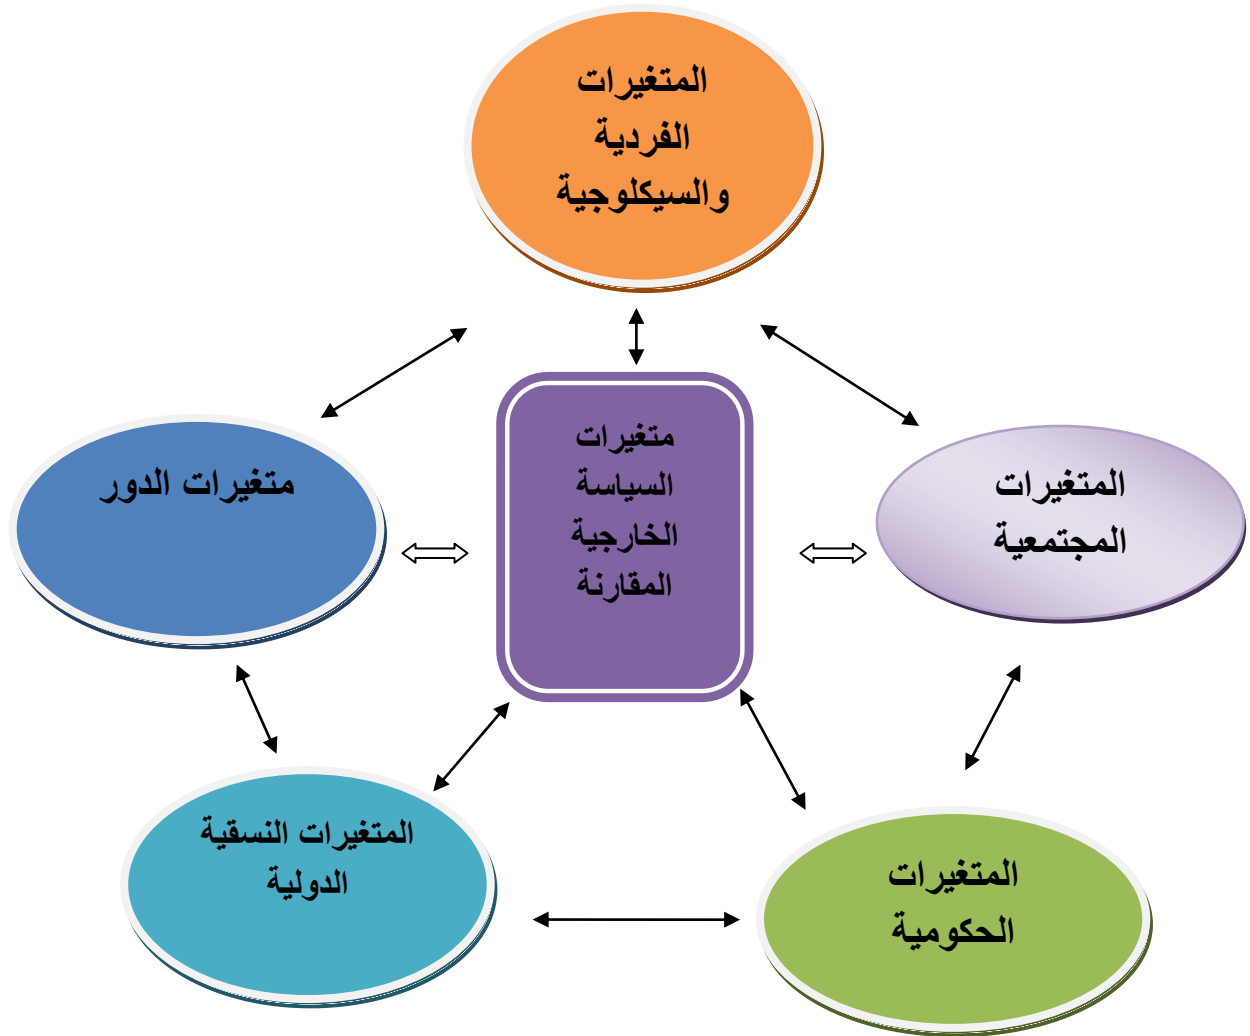 المتغيرات
الفردية
والسيكلوجية
متغيرات
السياسة
الخارجية
المقارنة
المتغيرات
المجتمعية
متغيرات الدور
المتغيرات
الحكومية
المتغيرات النسقية
الدولية